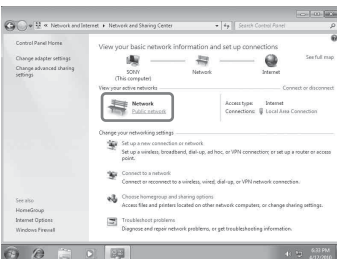 « Network and Internet ▸ Network and Sharing Center
Search Control Panel
Control Panel Home
Change adapter settings
Change advanced sharing
settings
View your basic network information and set up connections
See full map
SONY
(This computer)
Network
Internet
View your active networks
Connect or disconnect
Network
Public network
Access type: Internet
Connections: Local Area Connection
Change your networking settings
Set up a new connection or network
Set up a wireless, broadband, dial-up, ad hoc, or VPN connection; or set up a router or access
point.
Connect to a network
Connect or reconnect to a wireless, wired, dial-up, or VPN network connection.
Choose homegroup and sharing options
Access files and printers located on other network computers, or change sharing settings.
Troubleshoot problems
Diagnose and repair network problems, or get troubleshooting information.
See also
HomeGroup
Internet Options
Windows Firewall